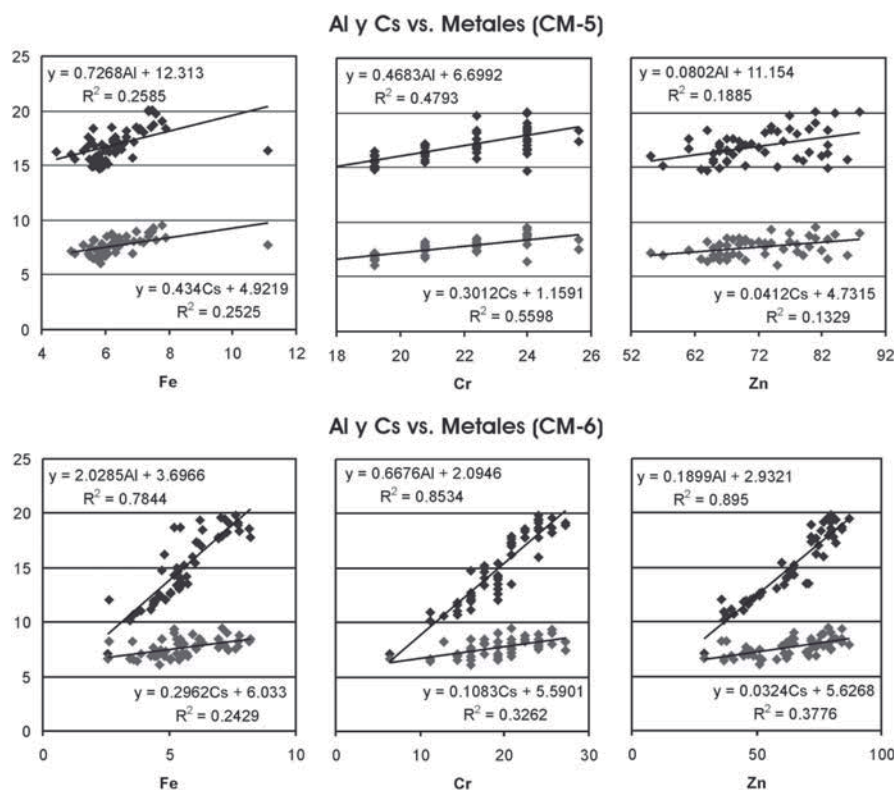 Al y Cs vs. Metales (CM-5)
25
20
15
10
5
0
y = 0.7268Al + 12.313
R² = 0.2585
y = 0.434Cs + 4.9219
R² = 0.2525
4 6 8 10 12
Fe
y = 0.4683Al + 6.6992
R² = 0.4793
y = 0.3012Cs + 1.1591
R² = 0.5598
18 20 22 24 26
Cr
y = 0.0802Al + 11.154
R² = 0.1885
y = 0.0412Cs + 4.7315
R² = 0.1329
52 62 72 82 92
Zn
Al y Cs vs. Metales (CM-6)
25
20
15
10
5
0
y = 2.0285Al + 3.6966
R² = 0.7844
y = 0.2962Cs + 6.033
R² = 0.2429
0 5 10
Fe
y = 0.6676Al + 2.0946
R² = 0.8534
y = 0.1083Cs + 5.5901
R² = 0.3262
0 10 20 30
Cr
y = 0.1899Al + 2.9321
R² = 0.895
y = 0.0324Cs + 5.6268
R² = 0.3776
0 50 100
Zn